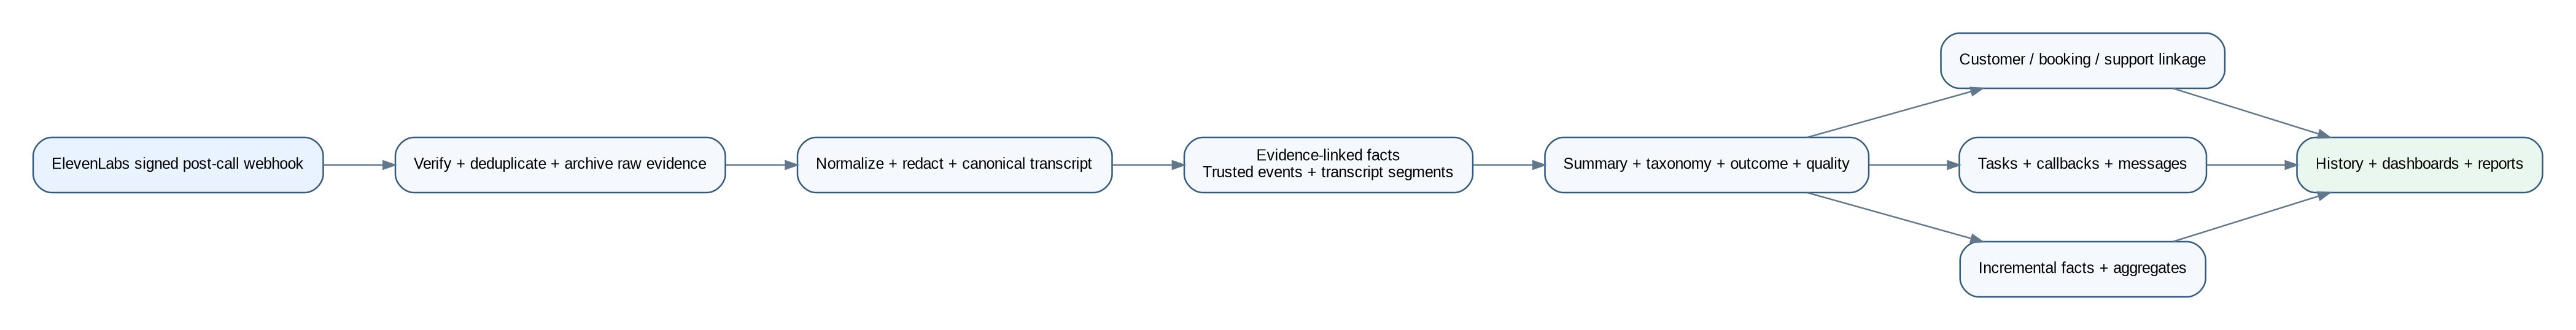 ElevenLabs signed post-call webhook
Verify + deduplicate + archive raw evidence
Normalize + redact + canonical transcript
Evidence-linked facts
Trusted events + transcript segments
Summary + taxonomy + outcome + quality
Customer / booking / support linkage
Tasks + callbacks + messages
Incremental facts + aggregates
History + dashboards + reports